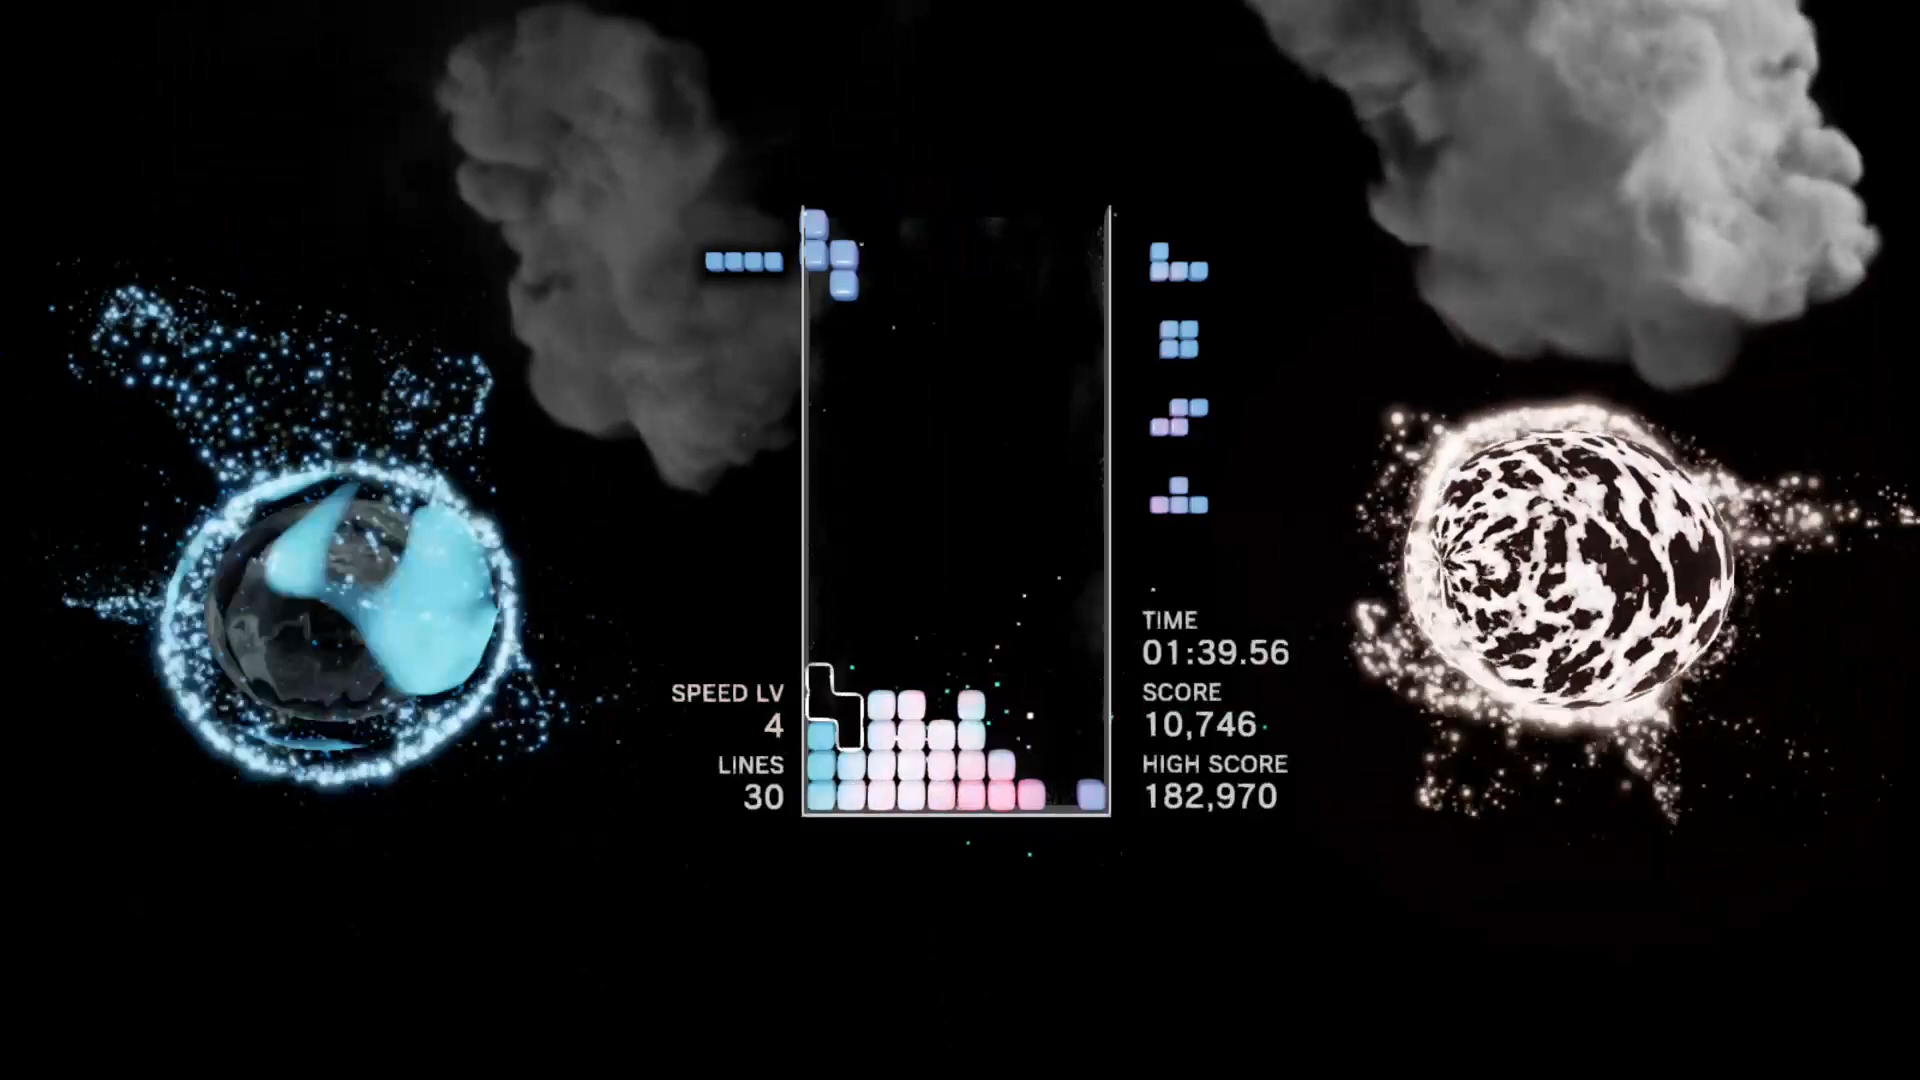 SPEED LV
4
LINES
30
TIME
01:39.56
SCORE
10,746
HIGH SCORE
182,970